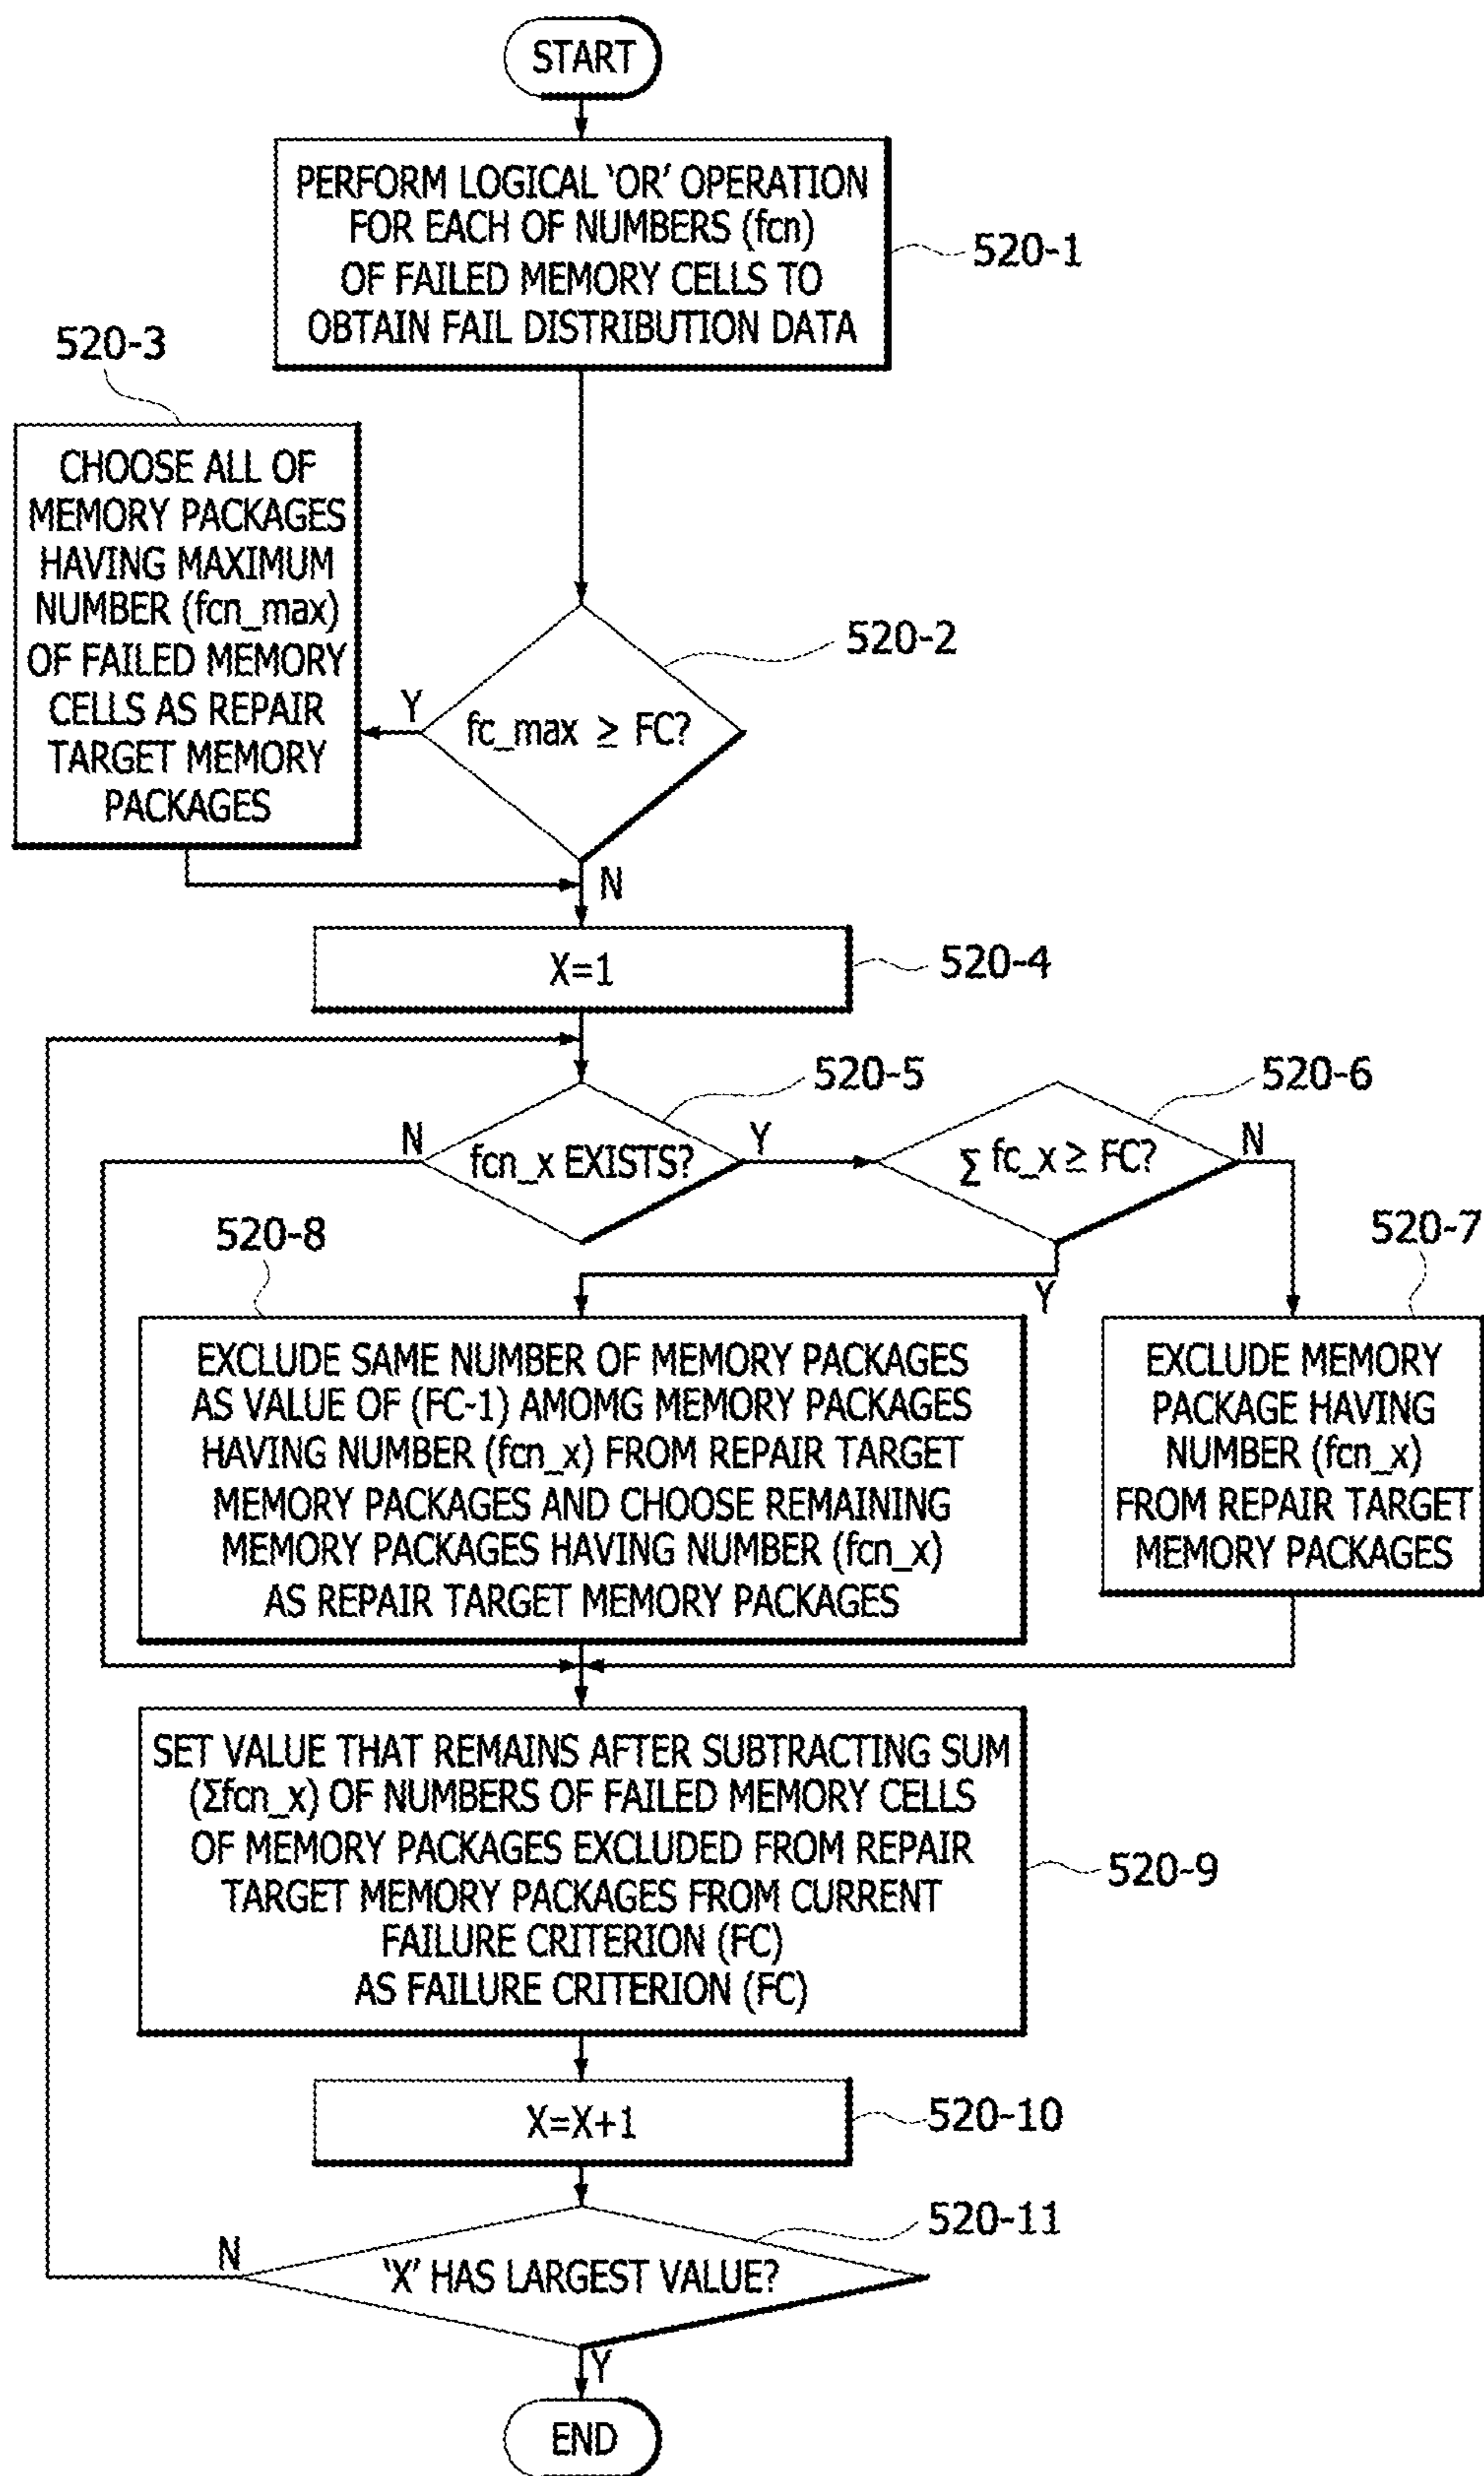 START
PERFORM LOGICAL ‘OR’ OPERATION
FOR EACH OF NUMBERS (fcn)
OF FAILED MEMORY CELLS TO
OBTAIN FAIL DISTRIBUTION DATA
520-1
520-3
CHOOSE ALL OF
MEMORY PACKAGES
HAVING MAXIMUM
NUMBER (fcn_max)
OF FAILED MEMORY
CELLS AS REPAIR
TARGET MEMORY
PACKAGES
520-2
fc_max ≥ FC?
Y
N
X=1
520-4
520-5
fcn_x EXISTS?
N
Y
520-6
Σ fc_x ≥ FC?
N
Y
520-7
EXCLUDE MEMORY
PACKAGE HAVING
NUMBER (fcn_x)
FROM REPAIR TARGET
MEMORY PACKAGES
520-8
EXCLUDE SAME NUMBER OF MEMORY PACKAGES
AS VALUE OF (FC-1) AMOMG MEMORY PACKAGES
HAVING NUMBER (fcn_x) FROM REPAIR TARGET
MEMORY PACKAGES AND CHOOSE REMAINING
MEMORY PACKAGES HAVING NUMBER (fcn_x)
AS REPAIR TARGET MEMORY PACKAGES
SET VALUE THAT REMAINS AFTER SUBTRACTING SUM
(Σfcn_x) OF NUMBERS OF FAILED MEMORY CELLS
OF MEMORY PACKAGES EXCLUDED FROM REPAIR
TARGET MEMORY PACKAGES FROM CURRENT
FAILURE CRITERION (FC)
AS FAILURE CRITERION (FC)
520-9
X=X+1
520-10
520-11
‘X’ HAS LARGEST VALUE?
N
Y
END